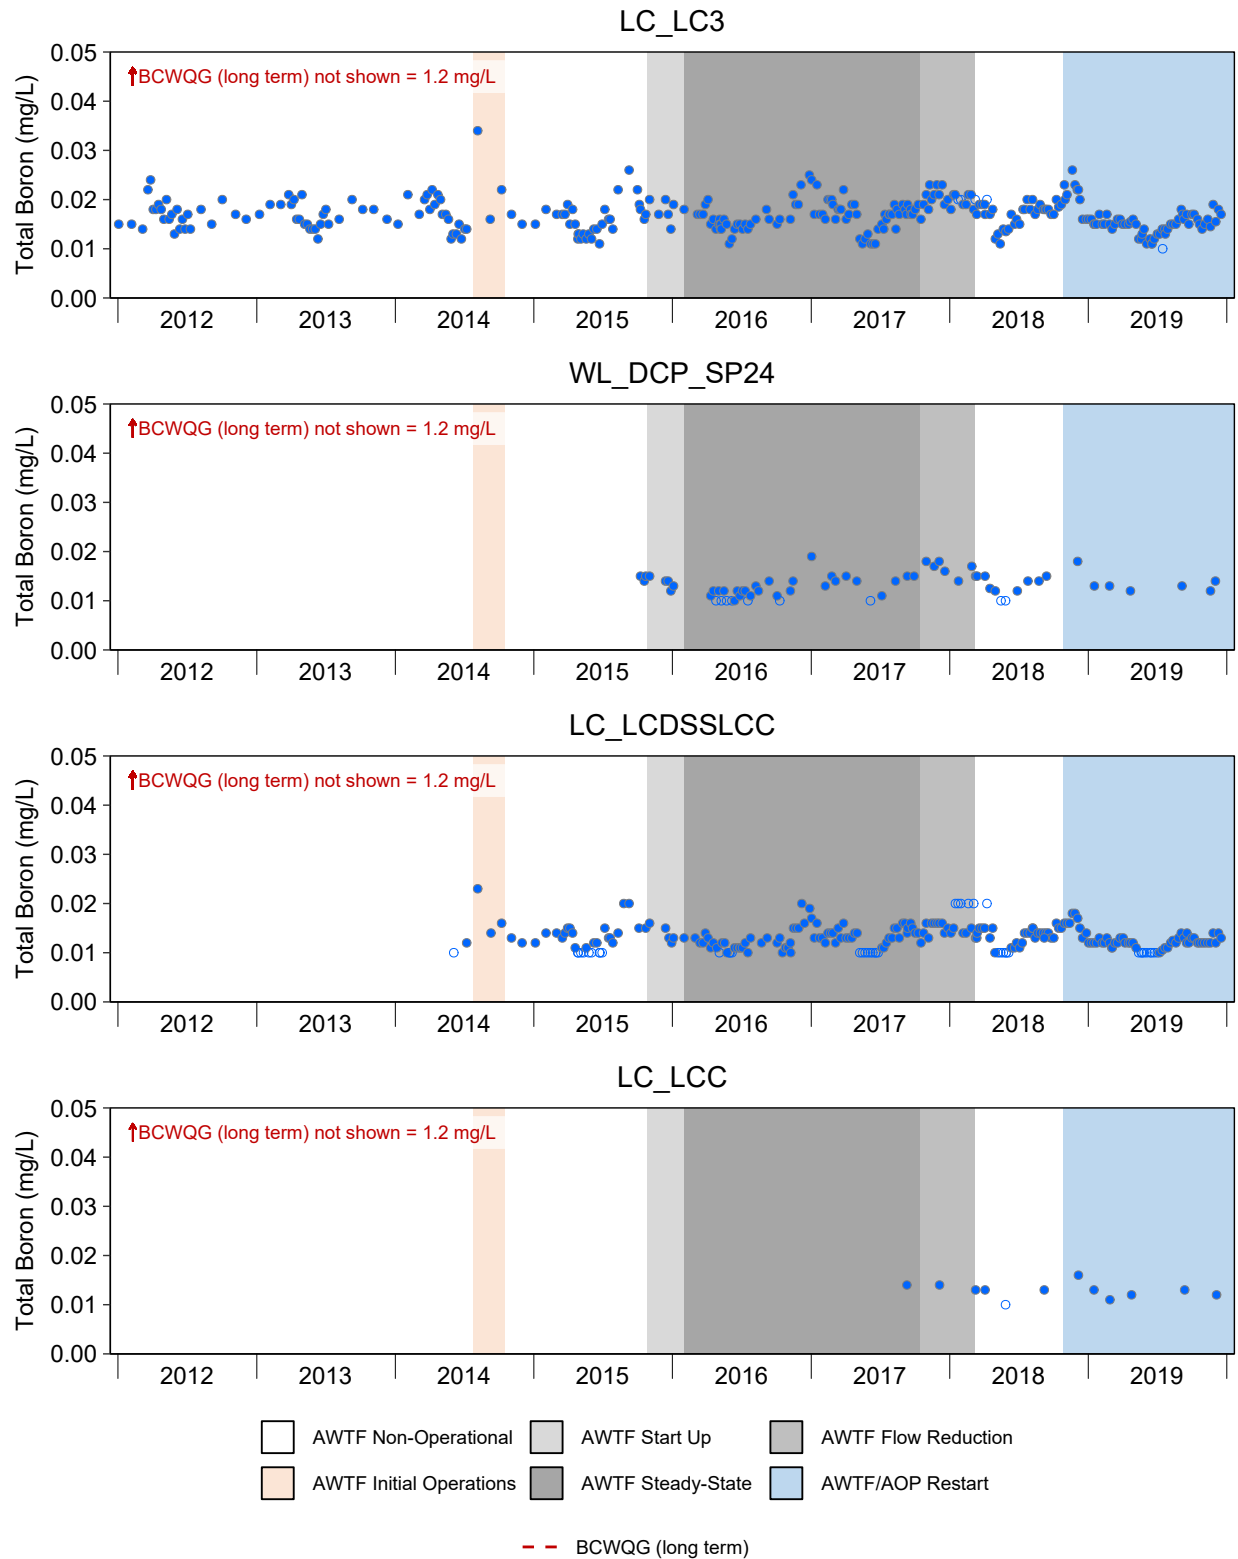 LC_LC3
Total Boron (mg/L)
0.05
0.04
0.03
0.02
0.01
0.00
BCWQG (long term) not shown = 1.2 mg/L
2012 2013 2014 2015 2016 2017 2018 2019
WL_DCP_SP24
Total Boron (mg/L)
0.05
0.04
0.03
0.02
0.01
0.00
BCWQG (long term) not shown = 1.2 mg/L
2012 2013 2014 2015 2016 2017 2018 2019
LC_LCDSSLCC
Total Boron (mg/L)
0.05
0.04
0.03
0.02
0.01
0.00
BCWQG (long term) not shown = 1.2 mg/L
2012 2013 2014 2015 2016 2017 2018 2019
LC_LCC
Total Boron (mg/L)
0.05
0.04
0.03
0.02
0.01
0.00
BCWQG (long term) not shown = 1.2 mg/L
2012 2013 2014 2015 2016 2017 2018 2019
AWTF Non-Operational AWTF Start Up AWTF Flow Reduction
AWTF Initial Operations AWTF Steady-State AWTF/AOP Restart
BCWQG (long term)